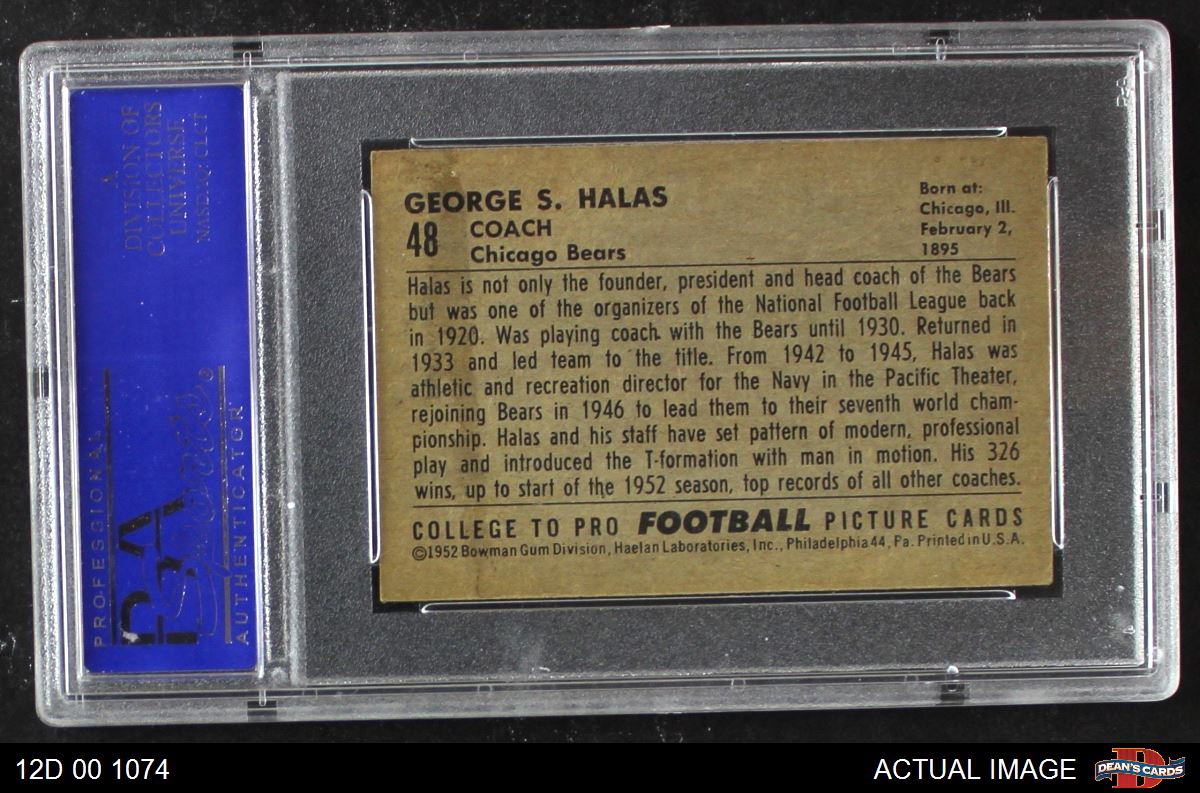 A
DIVISION OF
COLLECTORS
UNIVERSE
NASDAQ: CLCT
PROFESSIONAL
PSA
Sports
AUTHENTICATOR
®
GEORGE S. HALAS
48 COACH
Chicago Bears
Born at:
Chicago, Ill.
February 2,
1895
Halas is not only the founder, president and head coach of the Bears
but was one of the organizers of the National Football League back
in 1920. Was playing coach with the Bears until 1930. Returned in
1933 and led team to the title. From 1942 to 1945, Halas was
athletic and recreation director for the Navy in the Pacific Theater,
rejoining Bears in 1946 to lead them to their seventh world cham-
pionship. Halas and his staff have set pattern of modern, professional
play and introduced the T-formation with man in motion. His 326
wins, up to start of the 1952 season, top records of all other coaches.
COLLEGE TO PRO FOOTBALL PICTURE CARDS
©1952 Bowman Gum Division, Haelan Laboratories, Inc., Philadelphia 44, Pa. Printed in U.S.A.
12D 00 1074
ACTUAL IMAGE
D
DEAN'S CARDS